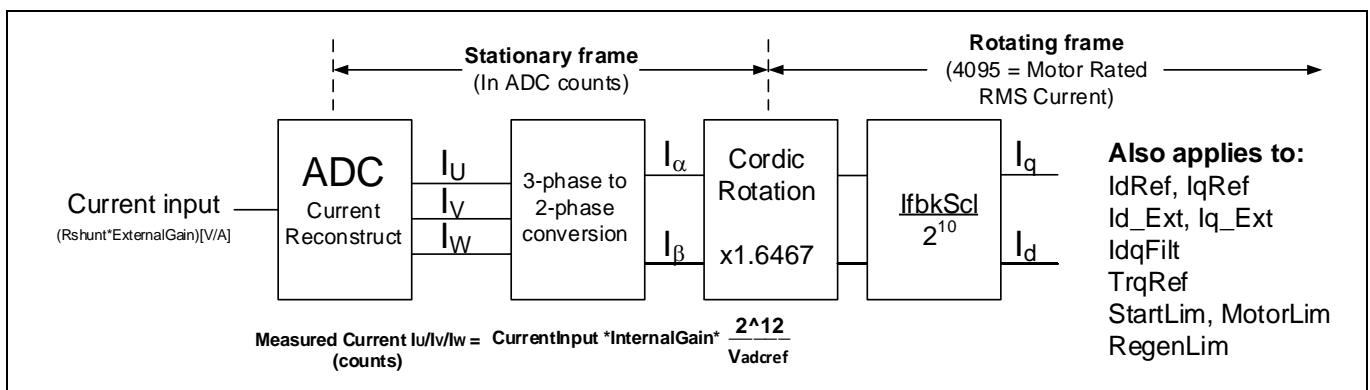 Stationary frame
(In ADC counts)
Rotating frame
(4095 = Motor Rated
RMS Current)
Current input
(Rshunt*ExternalGain)[V/A]
ADC
Current
Reconstruct
IU
IV
IW
3-phase to
2-phase
conversion
Iα
Iβ
Cordic
Rotation
x1.6467
IfbkScl
2^10
Iq
Id
Also applies to:
IdRef, IqRef
Id_Ext, Iq_Ext
IdqFilt
TrqRef
StartLim, MotorLim
RegenLim
Measured Current IU/IV/IW = CurrentInput *InternalGain* 2^12
(counts) Vadcref